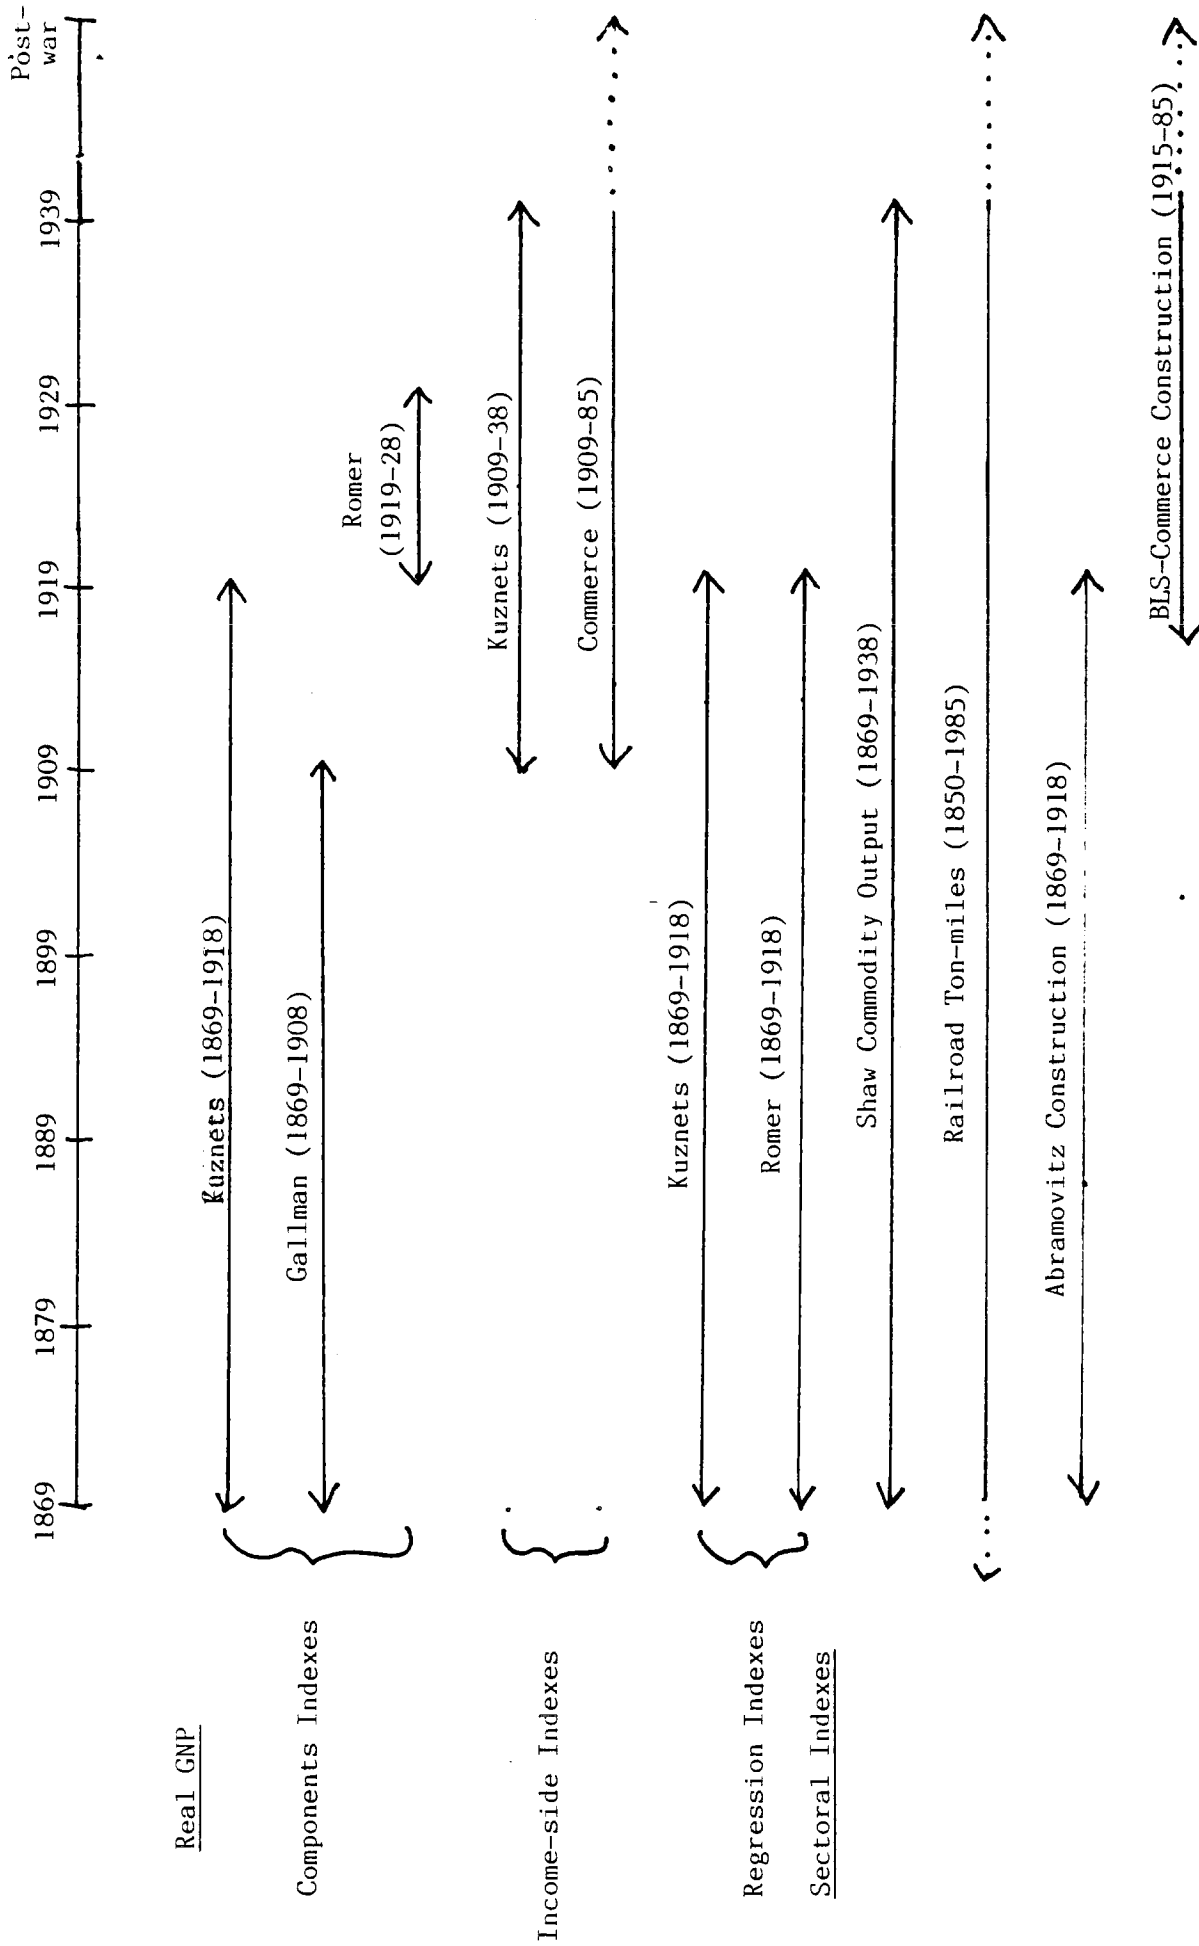 1869 1879 1889 1899 1909 1919 1929 1939 Post-
war
Real GNP
Components Indexes
Kuznets (1869-1918)
Gallman (1869-1908)
Romer
(1919-28)
Income-side Indexes
Kuznets (1909-38)
Commerce (1909-85)
Regression Indexes
Kuznets (1869-1918)
Romer (1869-1918)
Sectoral Indexes
Shaw Commodity Output (1869-1938)
Railroad Ton-miles (1850-1985)
Abramovitz Construction (1869-1918)
BLS-Commerce Construction (1915-85)